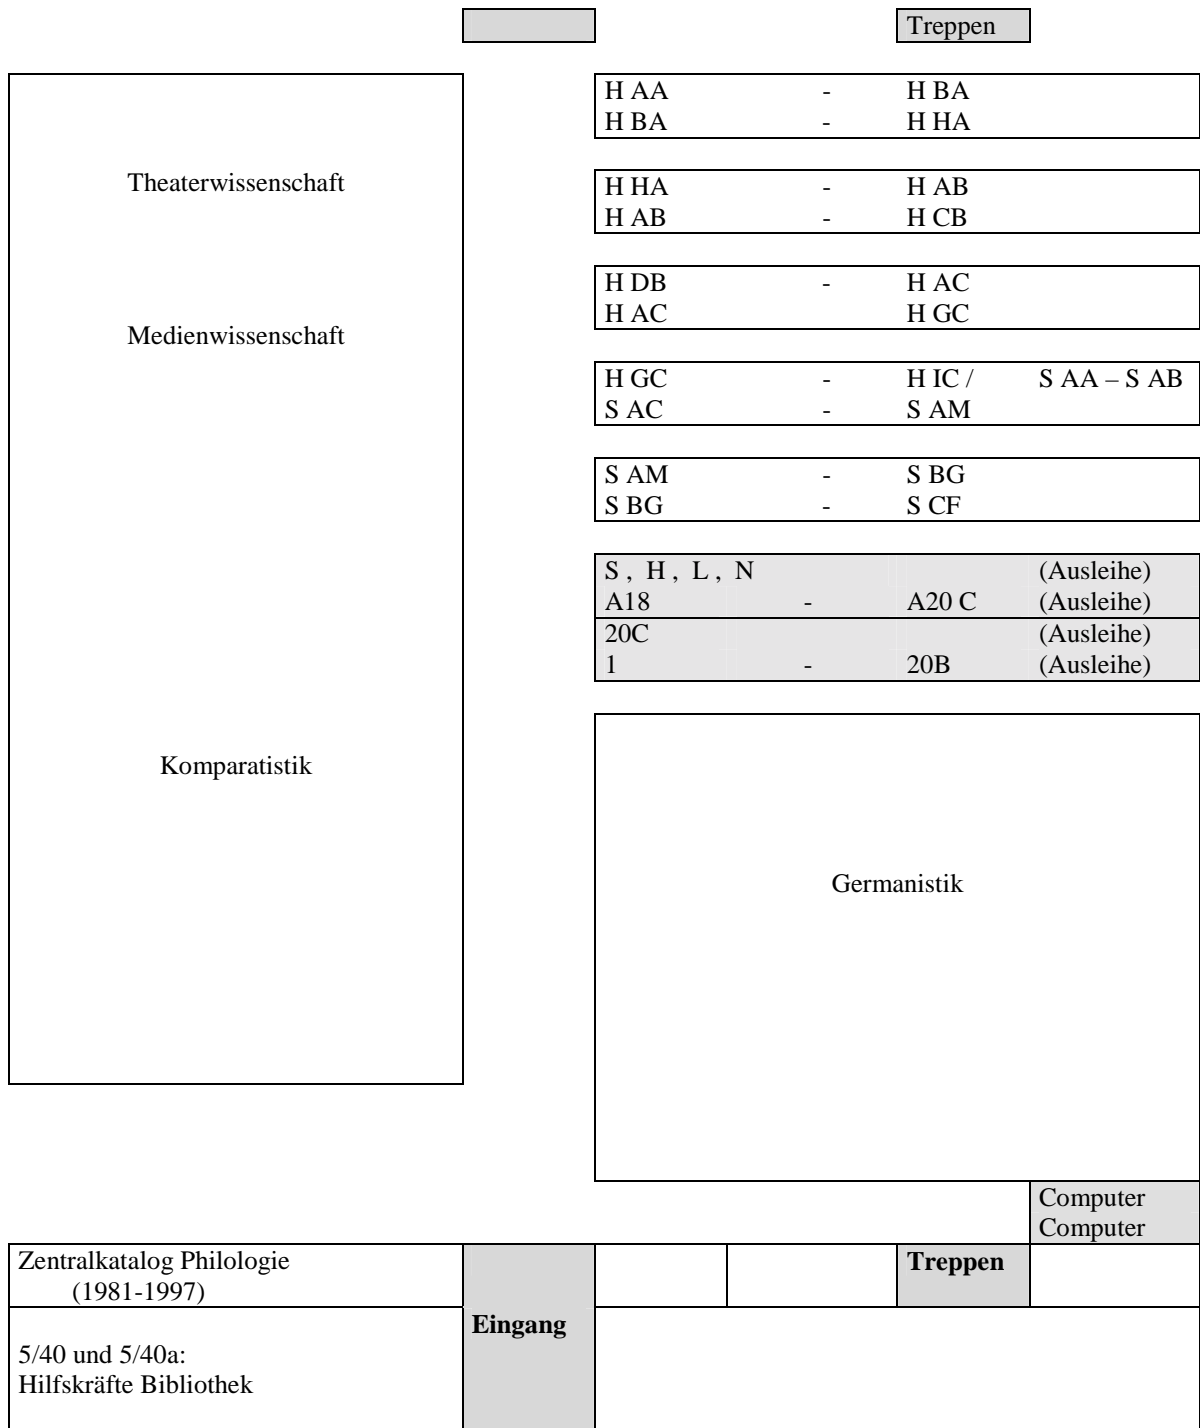 Treppen
H AA - H BA
H BA - H HA
Theaterwissenschaft
H HA - H AB
H AB - H CB
H DB - H AC
H AC H GC
Medienwissenschaft
H GC - H IC / S AA – S AB
S AC - S AM
S AM - S BG
S BG - S CF
S , H , L , N (Ausleihe)
A18 - A20 C (Ausleihe)
20C (Ausleihe)
1 - 20B (Ausleihe)
Komparatistik
Germanistik
Computer
Computer
Zentralkatalog Philologie
(1981-1997)
Treppen
Eingang
5/40 und 5/40a:
Hilfskräfte Bibliothek